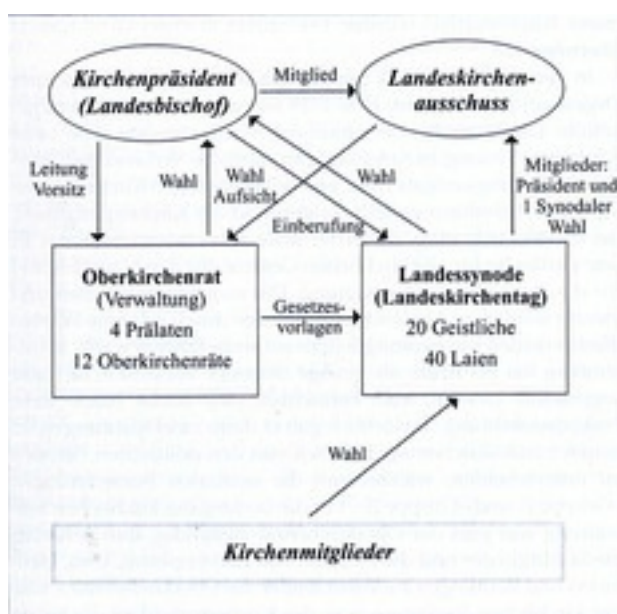 Kirchenpräsident
(Landesbischof)
Mitglied
Landeskirchen-
ausschuss
Leitung
Vorsitz
Wahl
Wahl
Aufsicht
Wahl
Einberufung
Mitglieder:
Präsident und
1 Synodaler
Wahl
Oberkirchenrat
(Verwaltung)
4 Prälaten
12 Oberkirchenräte
Gesetzes-
vorlagen
Landessynode
(Landeskirchentag)
20 Geistliche
40 Laien
Wahl
Kirchenmitglieder